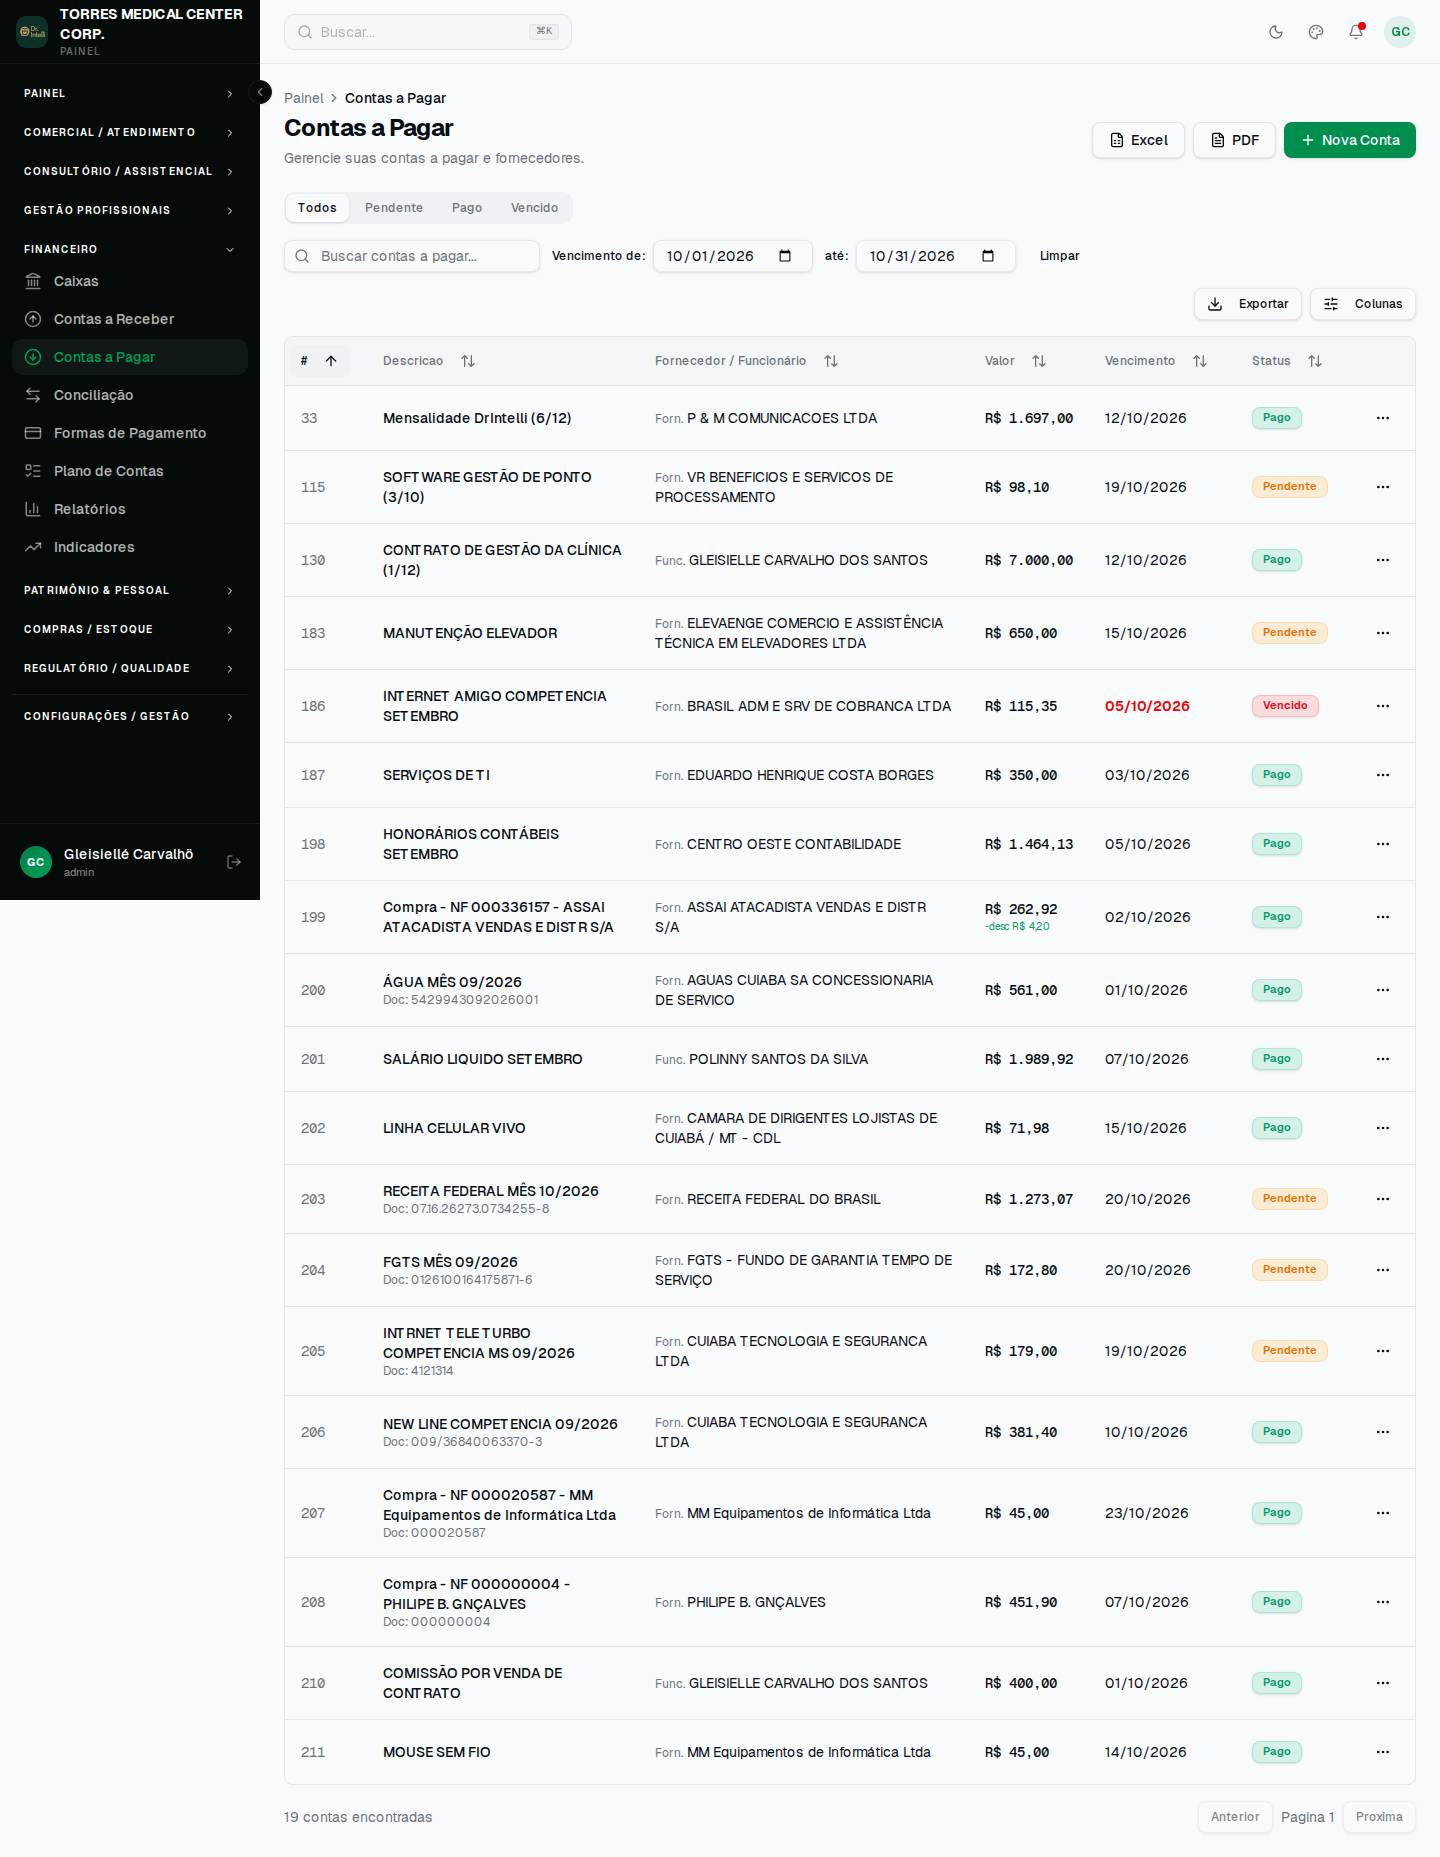 TORRES MEDICAL CENTER
CORP.
PAINEL
Dr.
Intelli
Buscar...
⌘K
GC
PAINEL
COMERCIAL / ATENDIMENTO
CONSULTÓRIO / ASSISTENCIAL
GESTÃO PROFISSIONAIS
FINANCEIRO
Caixas
Contas a Receber
Contas a Pagar
Conciliação
Formas de Pagamento
Plano de Contas
Relatórios
Indicadores
PATRIMÔNIO & PESSOAL
COMPRAS / ESTOQUE
REGULATÓRIO / QUALIDADE
CONFIGURAÇÕES / GESTÃO
GC
Gleisiellé Carvalhö
admin
Painel > Contas a Pagar
Contas a Pagar
Gerencie suas contas a pagar e fornecedores.
Excel
PDF
+ Nova Conta
Todos Pendente Pago Vencido
Buscar contas a pagar...
Vencimento de: 10/01/2026
até: 10/31/2026
Limpar
Exportar
Colunas
# Descricao Fornecedor / Funcionário Valor Vencimento Status
33 Mensalidade DrIntelli (6/12) Forn. P & M COMUNICACOES LTDA R$ 1.697,00 12/10/2026 Pago
115 SOFTWARE GESTÃO DE PONTO Forn. VR BENEFICIOS E SERVICOS DE R$ 98,10 19/10/2026 Pendente
(3/10) PROCESSAMENTO
130 CONTRATO DE GESTÃO DA CLÍNICA Func. GLEISIELLE CARVALHO DOS SANTOS R$ 7.000,00 12/10/2026 Pago
(1/12)
183 MANUTENÇÃO ELEVADOR Forn. ELEVAENGE COMERCIO E ASSISTÊNCIA R$ 650,00 15/10/2026 Pendente
TÉCNICA EM ELEVADORES LTDA
186 INTERNET AMIGO COMPETENCIA Forn. BRASIL ADM E SRV DE COBRANCA LTDA R$ 115,35 05/10/2026 Vencido
SETEMBRO
187 SERVIÇOS DE TI Forn. EDUARDO HENRIQUE COSTA BORGES R$ 350,00 03/10/2026 Pago
198 HONORÁRIOS CONTÁBEIS Forn. CENTRO OESTE CONTABILIDADE R$ 1.464,13 05/10/2026 Pago
SETEMBRO
199 Compra - NF 000336157 - ASSAI Forn. ASSAI ATACADISTA VENDAS E DISTR R$ 262,92 02/10/2026 Pago
ATACADISTA VENDAS E DISTR S/A S/A -desc R$ 4,20
200 ÁGUA MÊS 09/2026 Forn. AGUAS CUIABA SA CONCESSIONARIA R$ 561,00 01/10/2026 Pago
Doc: 5429943092026001 DE SERVICO
201 SALÁRIO LIQUIDO SETEMBRO Func. POLINNY SANTOS DA SILVA R$ 1.989,92 07/10/2026 Pago
202 LINHA CELULAR VIVO Forn. CAMARA DE DIRIGENTES LOJISTAS DE R$ 71,98 15/10/2026 Pago
CUIABÁ / MT - CDL
203 RECEITA FEDERAL MÊS 10/2026 Forn. RECEITA FEDERAL DO BRASIL R$ 1.273,07 20/10/2026 Pendente
Doc: 07.16.26273.0734255-8
204 FGTS MÊS 09/2026 Forn. FGTS - FUNDO DE GARANTIA TEMPO DE R$ 172,80 20/10/2026 Pendente
Doc: 0126100164175871-6 SERVIÇO
205 INTRNET TELETURBO Forn. CUIABA TECNOLOGIA E SEGURANCA R$ 179,00 19/10/2026 Pendente
COMPETENCIA MS 09/2026 LTDA
Doc: 4121314
206 NEW LINE COMPETENCIA 09/2026 Forn. CUIABA TECNOLOGIA E SEGURANCA R$ 381,40 10/10/2026 Pago
Doc: 009/36840063370-3 LTDA
207 Compra - NF 000020587 - MM Forn. MM Equipamentos de Informática Ltda R$ 45,00 23/10/2026 Pago
Equipamentos de Informática Ltda
Doc: 000020587
208 Compra - NF 000000004 - Forn. PHILIPE B. GNÇALVES R$ 451,90 07/10/2026 Pago
PHILIPE B. GNÇALVES
Doc: 000000004
210 COMISSÃO POR VENDA DE Func. GLEISIELLE CARVALHO DOS SANTOS R$ 400,00 01/10/2026 Pago
CONTRATO
211 MOUSE SEM FIO Forn. MM Equipamentos de Informática Ltda R$ 45,00 14/10/2026 Pago
19 contas encontradas
Anterior Pagina 1 Proxima